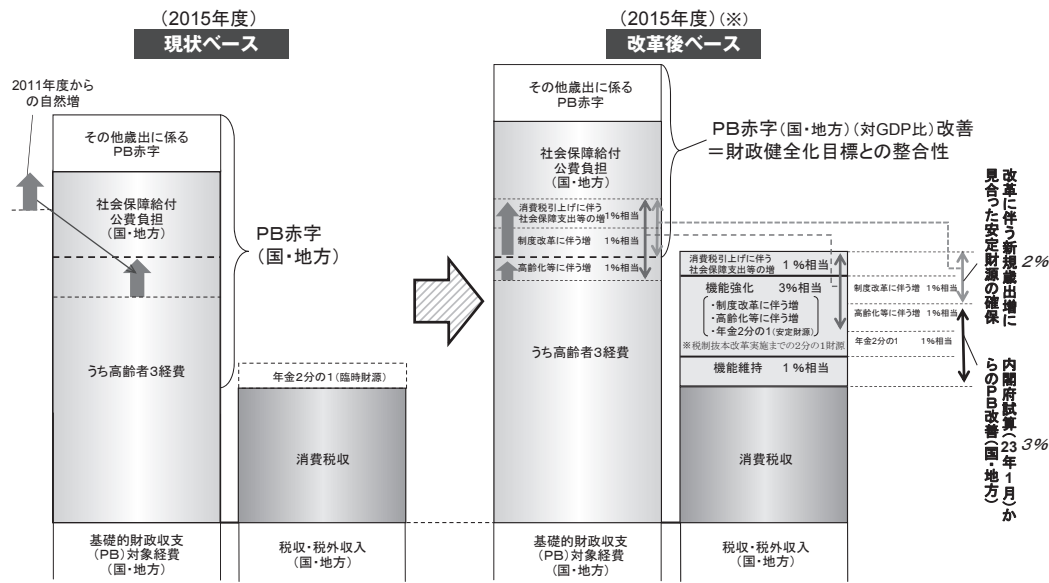 (2015年度)
現状ベース
2011年度から
の自然増
その他歳出に係る
PB赤字
社会保障給付
公費負担
(国・地方)
うち高齢者3経費
PB赤字
(国・地方)
年金2分の1(臨時財源)
消費税収
基礎的財政収支
(PB)対象経費
(国・地方)
税収・税外収入
(国・地方)
(2015年度)(※)
改革後ベース
その他歳出に係る
PB赤字
社会保障給付
公費負担
(国・地方)
消費税引上げに伴う
社会保障支出等の増 1%相当
制度改革に伴う増 1%相当
高齢化等に伴う増 1%相当
うち高齢者3経費
PB赤字(国・地方)(対GDP比)改善
=財政健全化目標との整合性
消費税引上げに伴う
社会保障支出等の増 1%相当
機能強化 3%相当
・制度改革に伴う増
・高齢化等に伴う増
・年金2分の1(安定財源)
※税制抜本改革実施までの2分の1財源
機能維持 1%相当
消費税収
制度改革に伴う増 1%相当
高齢化等に伴う増 1%相当
年金2分の1 1%相当
改革に伴う新規歳出増に
見合った安定財源の確保
2%
内閣府試算(23年1月)か
らのPB改善(国・地方)
3%
基礎的財政収支
(PB)対象経費
(国・地方)
税収・税外収入
(国・地方)